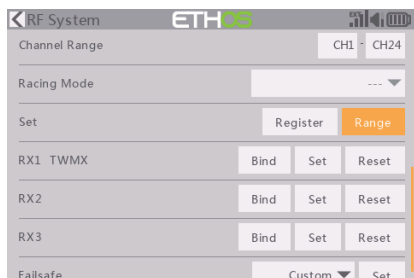 RF System ETHOS
Channel Range CH1 - CH24
Racing Mode ---
Set Register Range
RX1 TWMX Bind Set Reset
RX2 Bind Set Reset
RX3 Bind Set Reset
Failsafe Custom Set